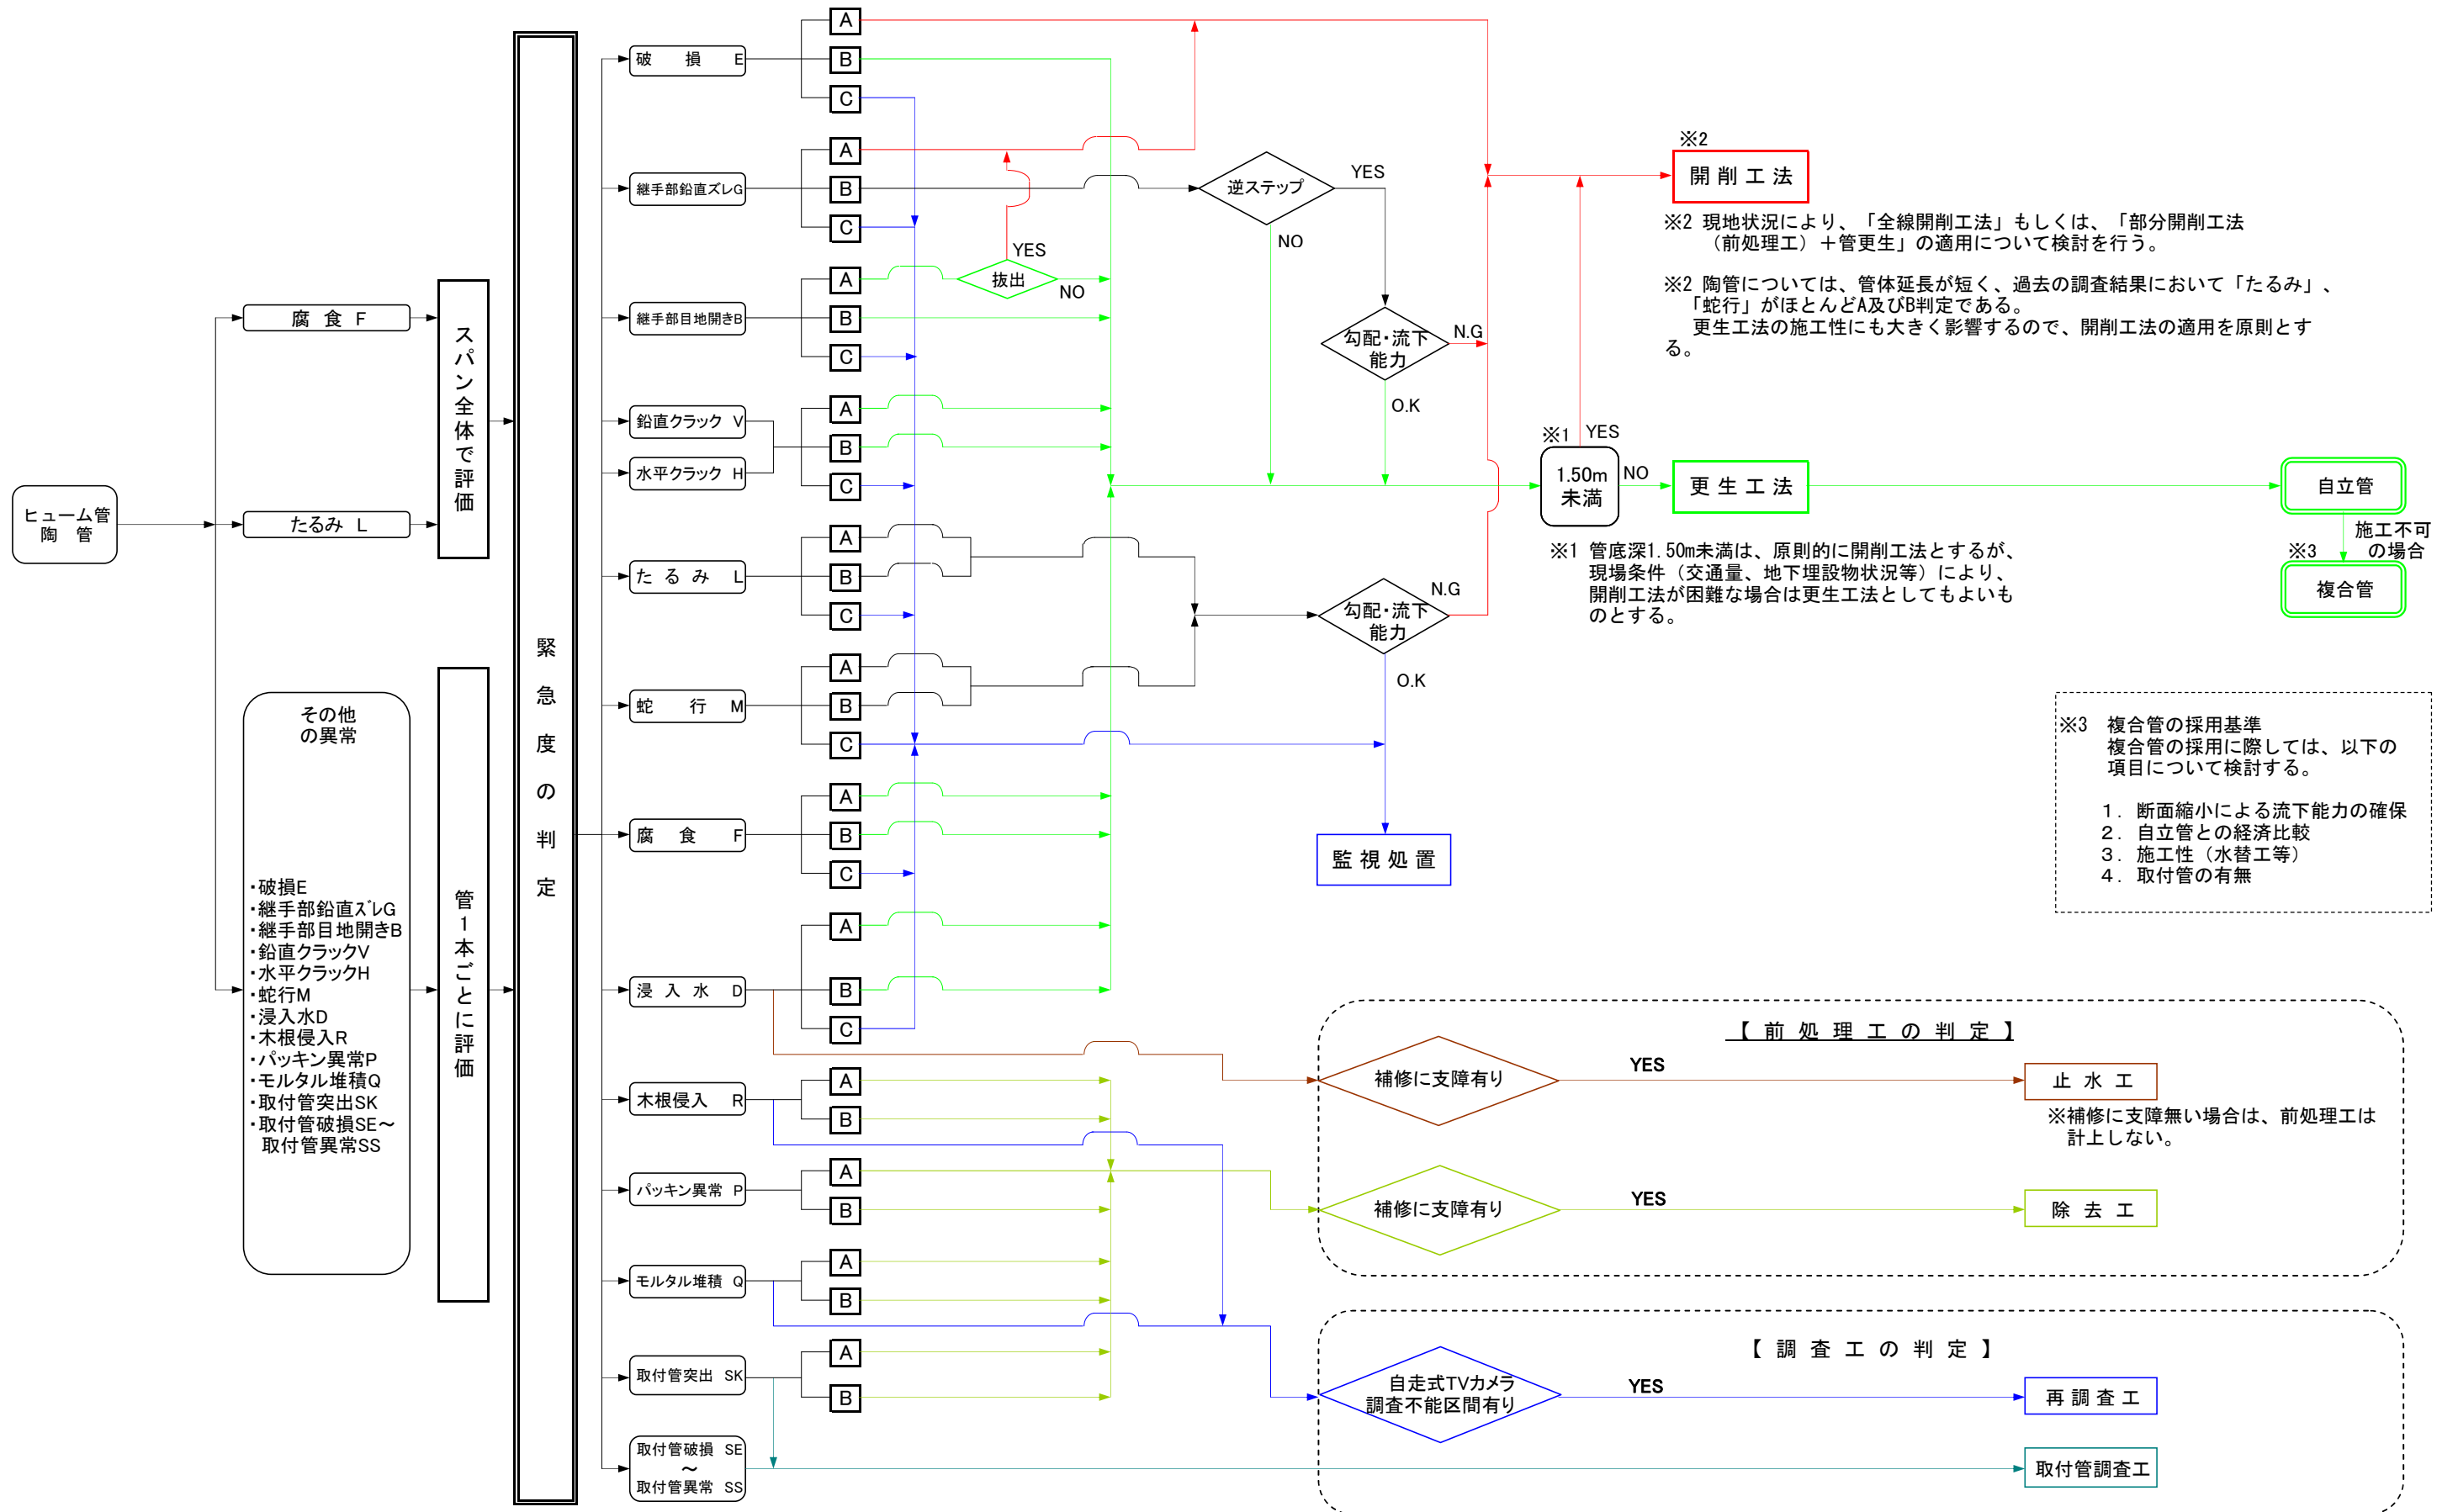 ヒューム管
陶　管
腐 食 F
たるみ L
その他
の異常
・破損E
・継手部鉛直ズレG
・継手部目地開きB
・鉛直クラックV
・水平クラックH
・蛇行M
・浸入水D
・木根侵入R
・パッキン異常P
・モルタル堆積Q
・取付管突出SK
・取付管破損SE～
取付管異常SS
スパン全体で評価
管1本ごとに評価
緊急度の判定
破　損　E
A
B
C
継手部鉛直ズレG
A
B
C
継手部目地開きB
A
B
C
鉛直クラック V
水平クラック H
A
B
C
たるみ L
A
B
C
蛇　行　M
A
B
C
腐　食　F
A
B
C
浸入水 D
A
B
C
木根侵入 R
A
B
パッキン異常 P
A
B
モルタル堆積 Q
A
B
取付管突出 SK
A
B
取付管破損 SE
～
取付管異常 SS
抜出
YES
NO
逆ステップ
YES
NO
勾配・流下
能力
N.G
O.K
勾配・流下
能力
N.G
O.K
監視処置
※1 YES
1.50m
未満
NO
※1 管底深1.50m未満は、原則的に開削工法とするが、
現場条件（交通量、地下埋設物状況等）により、
開削工法が困難な場合は更生工法としてもよいも
のとする。
※2
開削工法
※2 現地状況により、「全線開削工法」もしくは、「部分開削工法
（前処理工）＋管更生」の適用について検討を行う。
※2 陶管については、管体延長が短く、過去の調査結果において「たるみ」、
「蛇行」がほとんどA及びB判定である。
更生工法の施工性にも大きく影響するので、開削工法の適用を原則とす
る。
更生工法
自立管
施工不可
の場合
※3
複合管
※3　複合管の採用基準
複合管の採用に際しては、以下の
項目について検討する。
１．断面縮小による流下能力の確保
２．自立管との経済比較
３．施工性（水替工等）
４．取付管の有無
【前処理工の判定】
補修に支障有り
YES
止水工
※補修に支障無い場合は、前処理工は
計上しない。
補修に支障有り
YES
除去工
【調査工の判定】
自走式TVカメラ
調査不能区間有り
YES
再調査工
取付管調査工